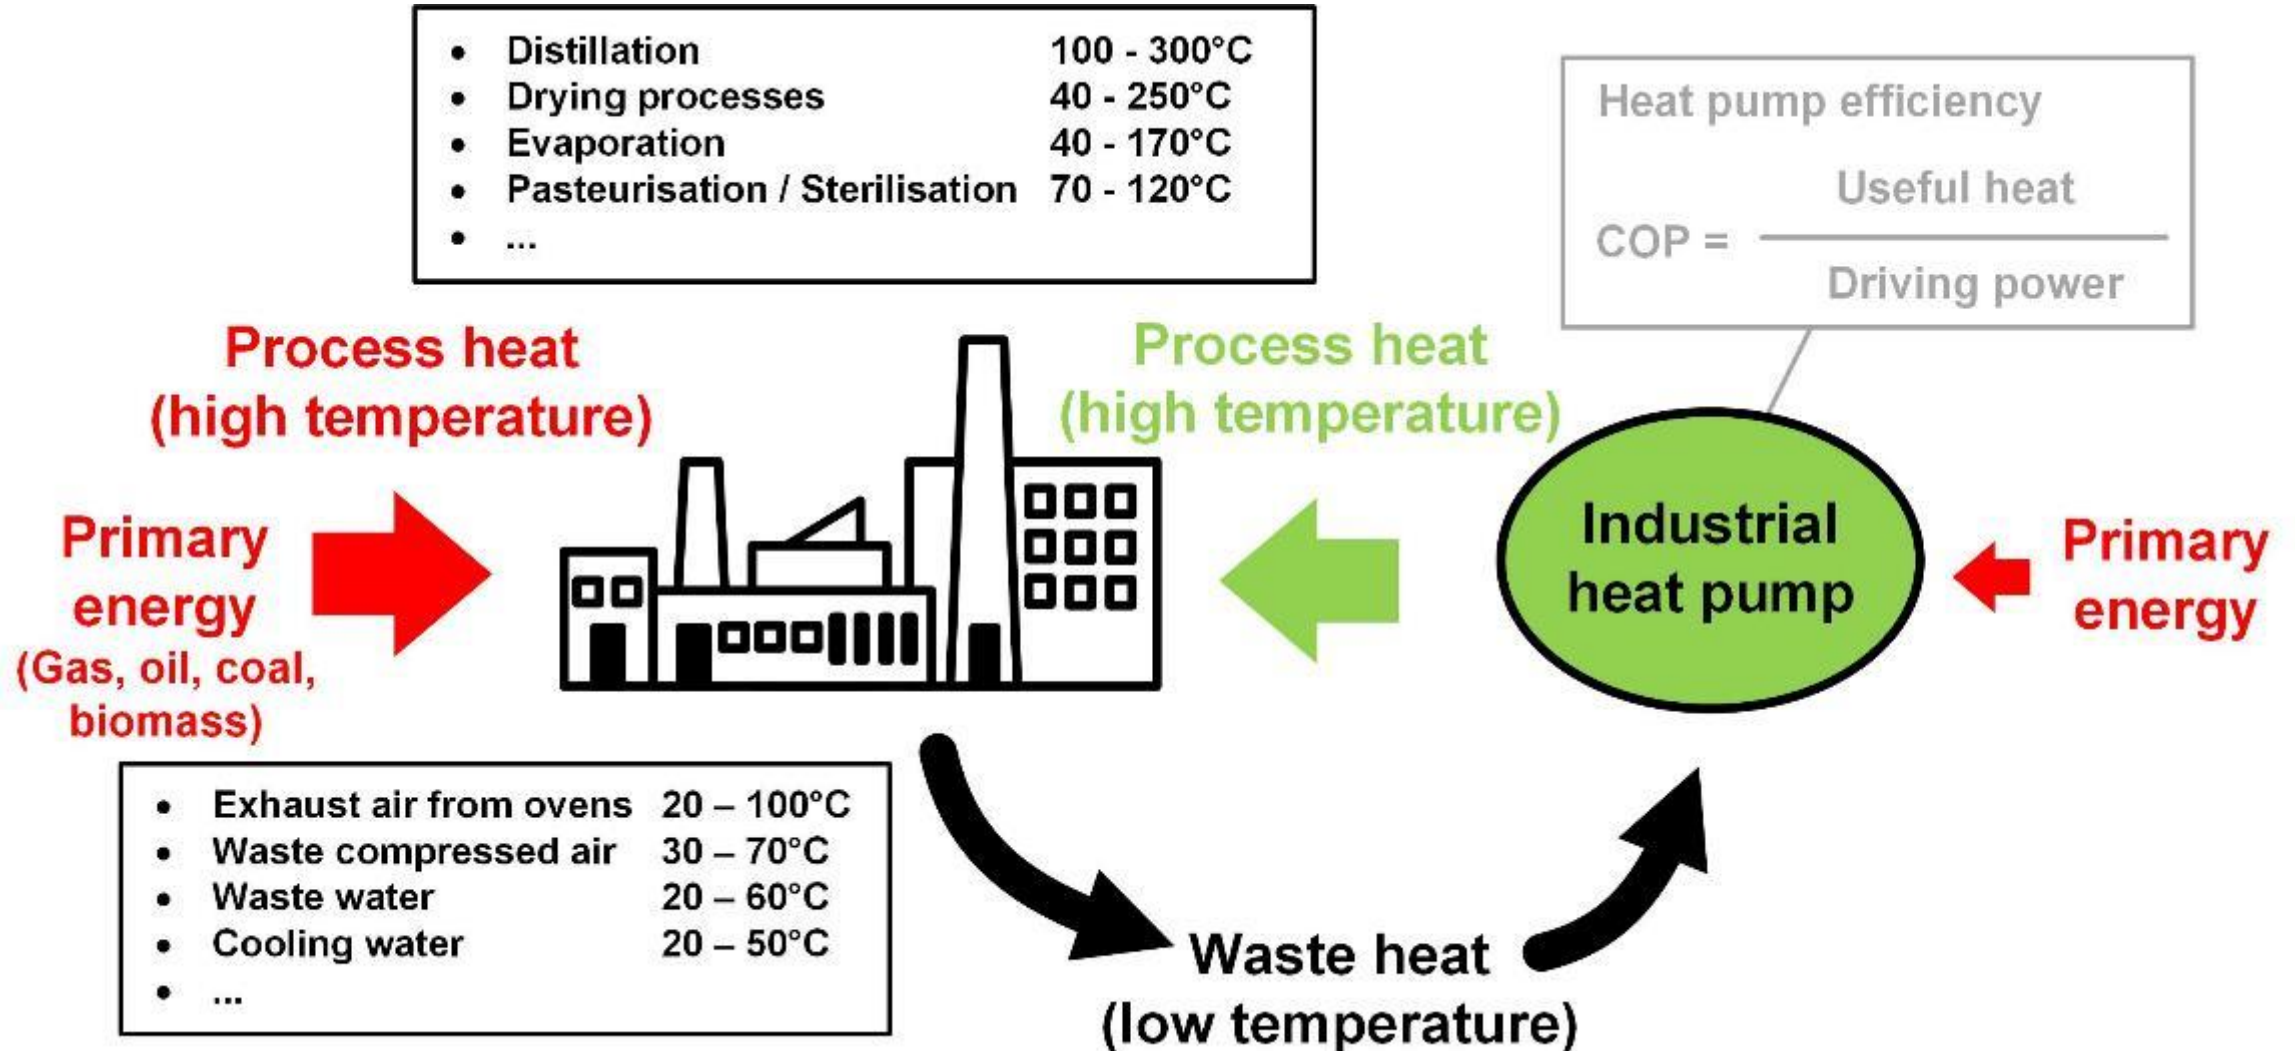 • Distillation 100 - 300°C
• Drying processes 40 - 250°C
• Evaporation 40 - 170°C
• Pasteurisation / Sterilisation 70 - 120°C
• ...
Heat pump efficiency
Useful heat
COP =
Driving power
Process heat
(high temperature)
Process heat
(high temperature)
Primary
energy
(Gas, oil, coal,
biomass)
Industrial
heat pump
Primary
energy
• Exhaust air from ovens 20 – 100°C
• Waste compressed air 30 – 70°C
• Waste water 20 – 60°C
• Cooling water 20 – 50°C
• ...
Waste heat
(low temperature)